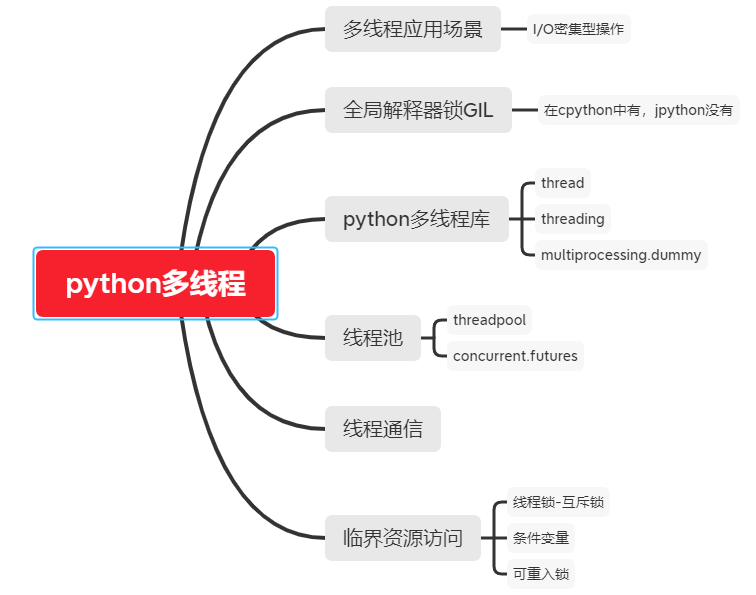 多线程应用场景
I/O密集型操作
全局解释器锁GIL
在cpython中有，jpython没有
python多线程库
thread
threading
multiprocessing.dummy
python多线程
线程池
threadpool
concurrent.futures
线程通信
临界资源访问
线程锁-互斥锁
条件变量
可重入锁